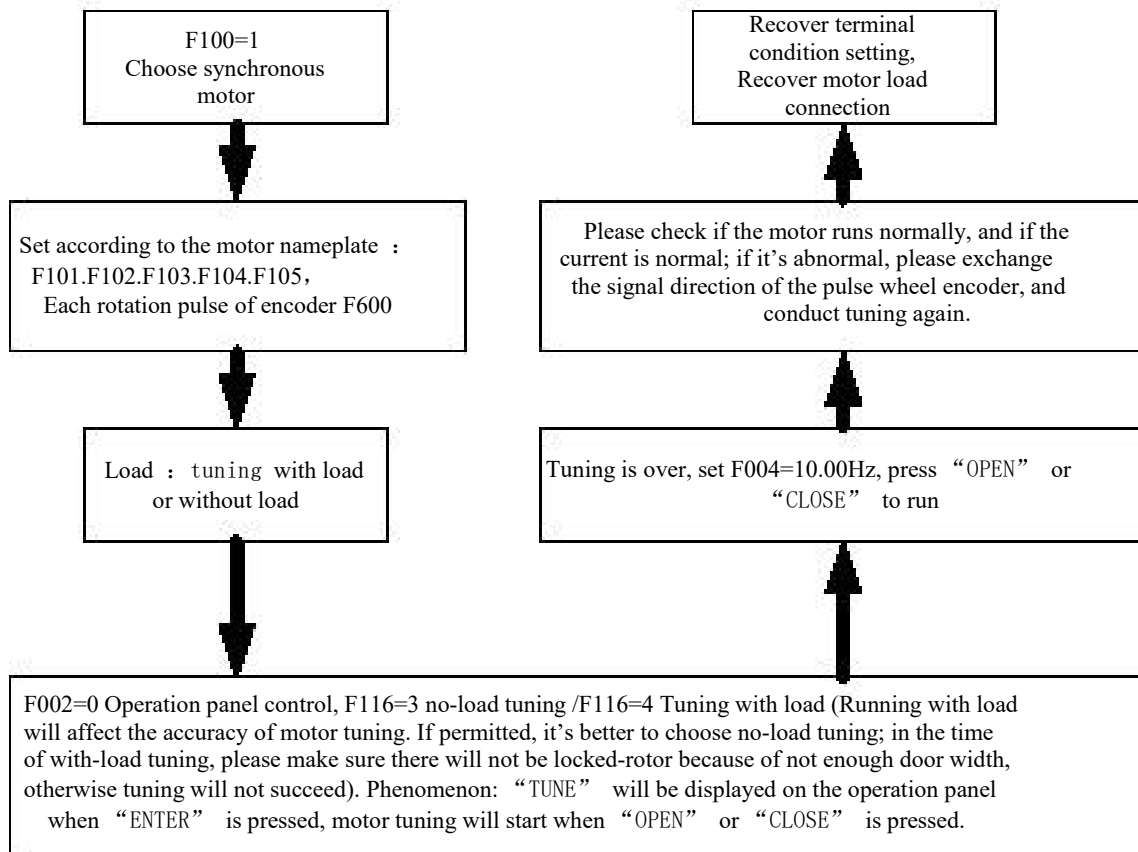 F100=1
Choose synchronous
motor
Set according to the motor nameplate ：
F101.F102.F103.F104.F105，
Each rotation pulse of encoder F600
Load ：tuning with load
or without load
F002=0 Operation panel control, F116=3 no-load tuning /F116=4 Tuning with load (Running with load
will affect the accuracy of motor tuning. If permitted, it’s better to choose no-load tuning; in the time
of with-load tuning, please make sure there will not be locked-rotor because of not enough door width,
otherwise tuning will not succeed). Phenomenon: “TUNE” will be displayed on the operation panel
when “ENTER” is pressed, motor tuning will start when “OPEN” or “CLOSE” is pressed.
Tuning is over, set F004=10.00Hz, press “OPEN” or
“CLOSE” to run
Please check if the motor runs normally, and if the
current is normal; if it’s abnormal, please exchange
the signal direction of the pulse wheel encoder, and
conduct tuning again.
Recover terminal
condition setting,
Recover motor load
connection